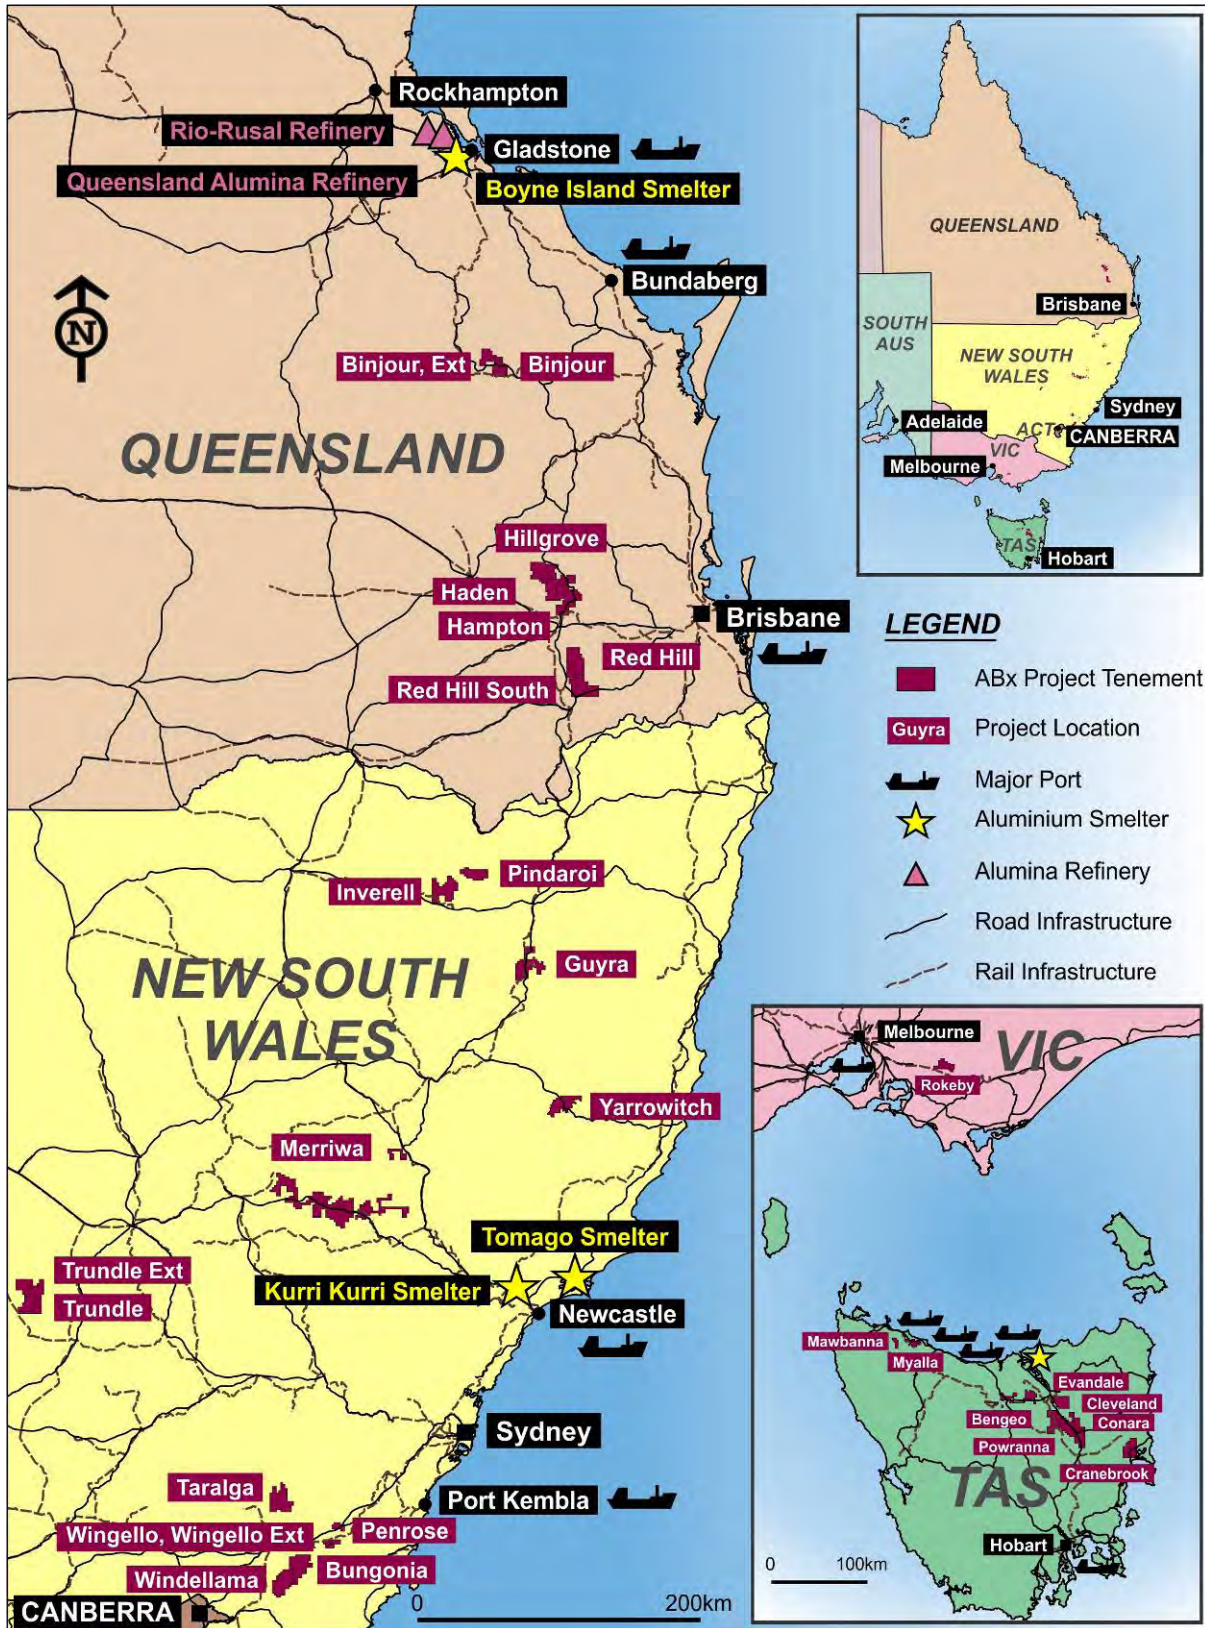 Rockhampton
Rio-Rusal Refinery
Gladstone
Queensland Alumina Refinery
Boyne Island Smelter
Bundaberg
N
Binjour, Ext
Binjour
QUEENSLAND
Hillgrove
Haden
Hampton
Brisbane
Red Hill
Red Hill South
Pindaroi
Inverell
Guyra
NEW SOUTH
WALES
Yarrowitch
Merriwa
Tomago Smelter
Trundle Ext
Kurri Kurri Smelter
Trundle
Newcastle
Sydney
Taralga
Port Kembla
Wingello, Wingello Ext
Penrose
Bungonia
Windellama
CANBERRA
0
200km
QUEENSLAND
Brisbane
SOUTH
AUS
NEW SOUTH
WALES
Sydney
Adelaide
ACT
CANBERRA
VIC
Melbourne
TAS
Hobart
LEGEND
ABx Project Tenement
Guyra
Project Location
Major Port
Aluminium Smelter
Alumina Refinery
Road Infrastructure
Rail Infrastructure
Melbourne
VIC
Rokeby
Mawbanna
Myalla
Evandale
Cleveland
Bengeo
Conara
Powranna
Cranebrook
TAS
Hobart
0
100km